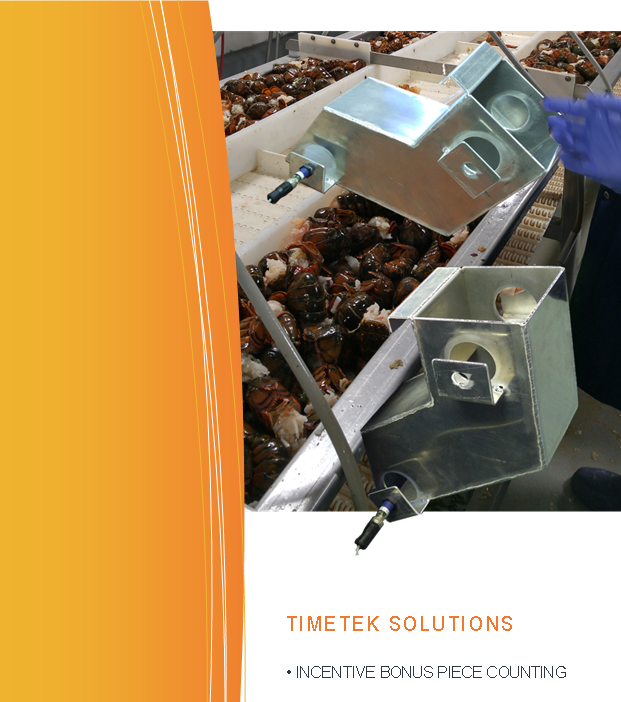 TIMETEK SOLUTIONS
• INCENTIVE BONUS PIECE COUNTING